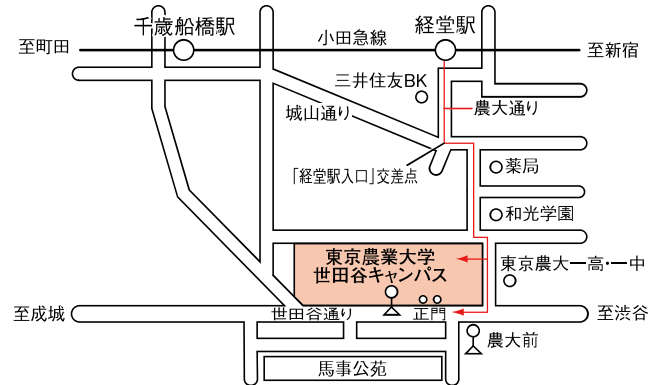 千歳船橋駅
経堂駅
小田急線
至町田
至新宿
三井住友BK
農大通り
城山通り
「経堂駅入口」交差点
薬局
和光学園
東京農業大学
世田谷キャンパス
東京農大一高・一中
至成城
世田谷通り
正門
至渋谷
農大前
馬事公苑